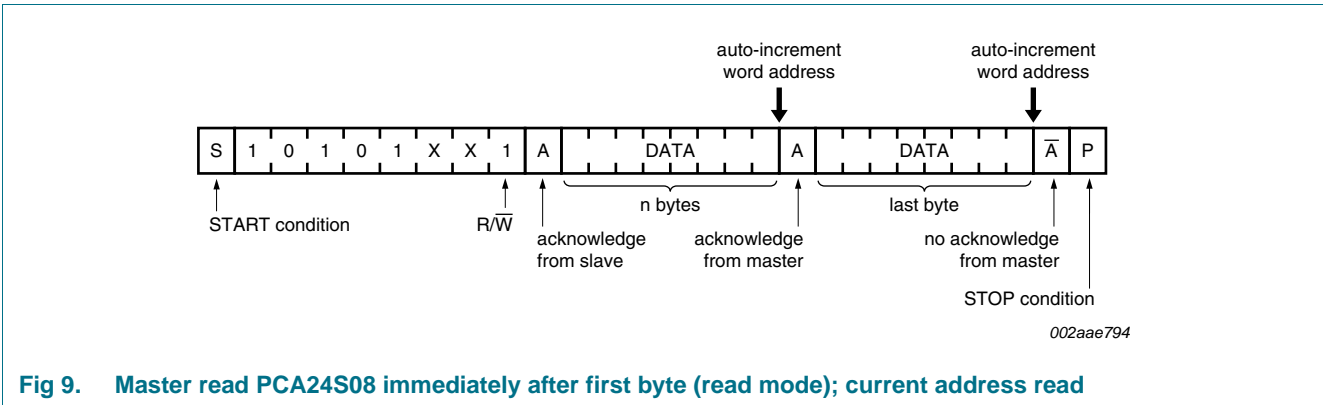 auto-increment
word address
auto-increment
word address
S 1 0 1 0 1 X X 1 A DATA A DATA A̅ P
START condition
R/W̅
acknowledge
from slave
n bytes
acknowledge
from master
last byte
no acknowledge
from master
STOP condition
002aae794
Fig 9. Master read PCA24S08 immediately after first byte (read mode); current address read